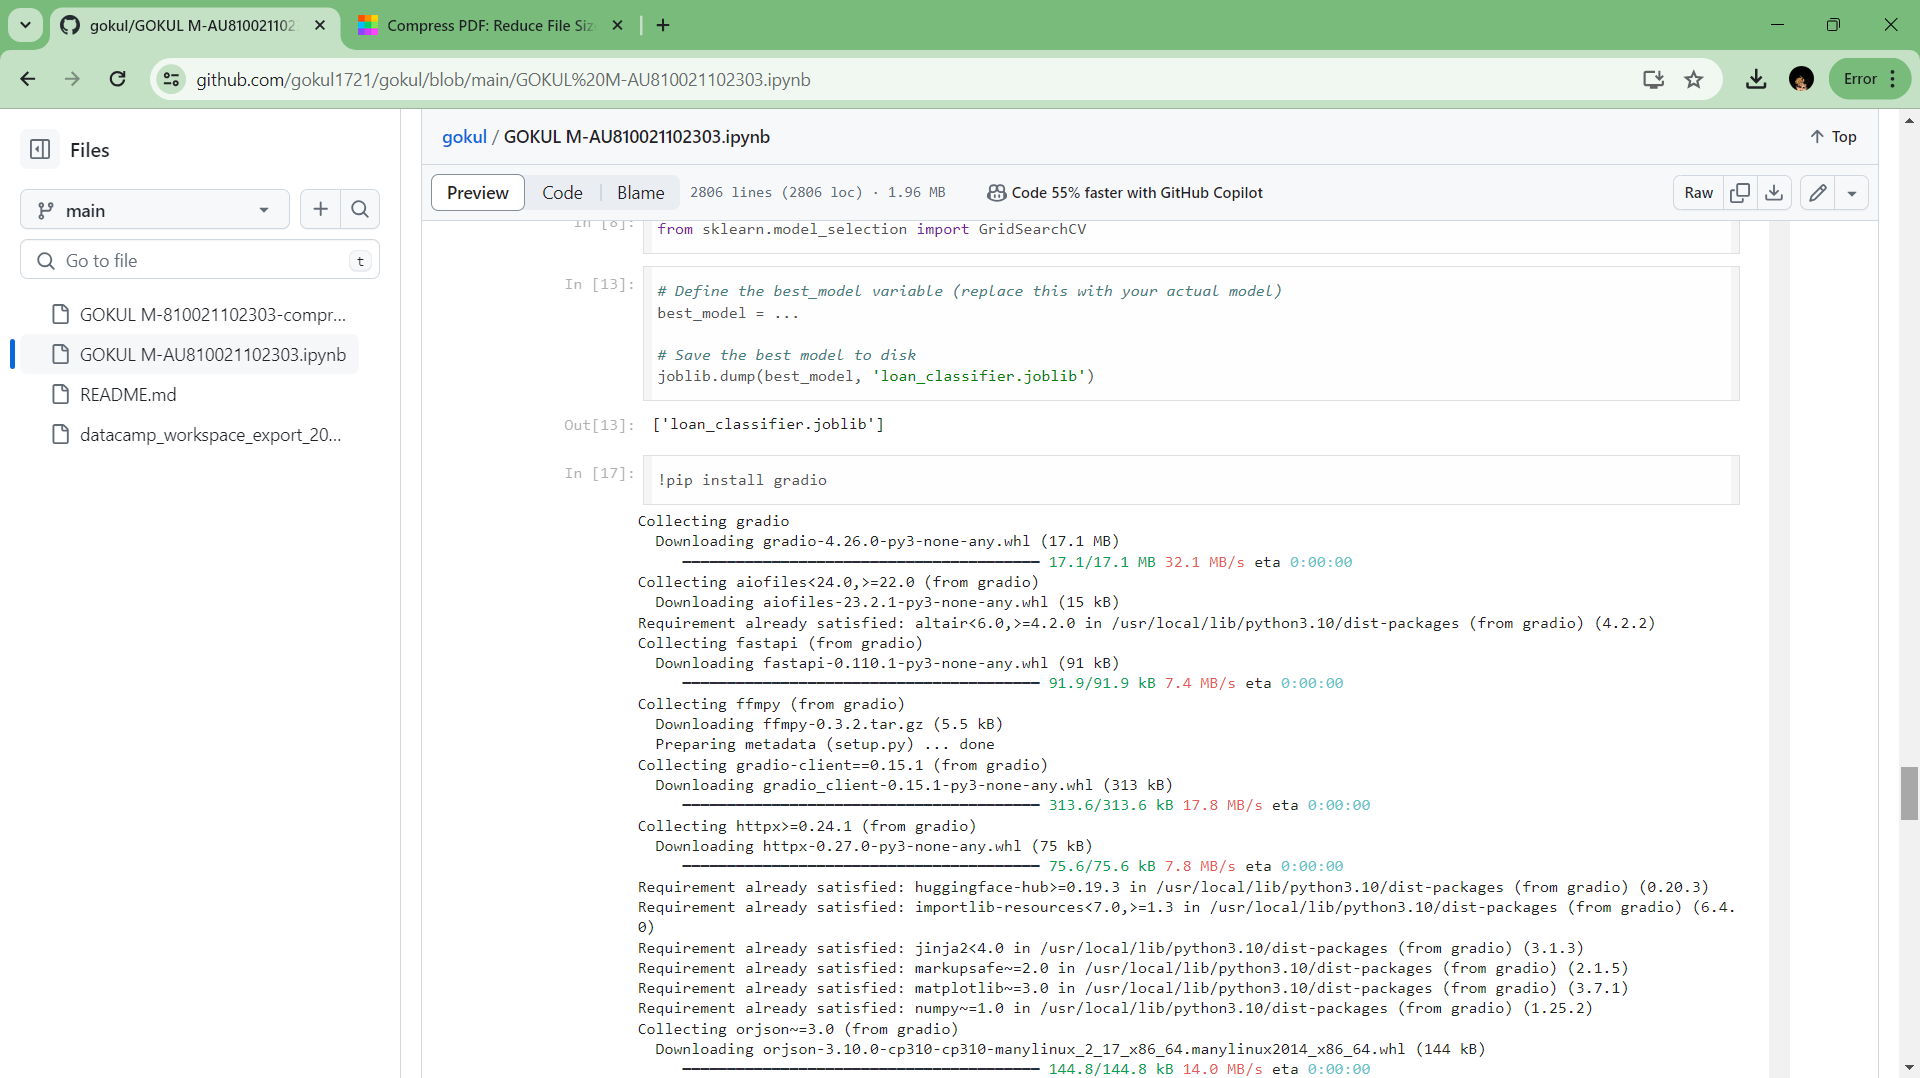 gokul/GOKUL M-AU810021102
Compress PDF: Reduce File Siz
github.com/gokul1721/gokul/blob/main/GOKUL%20M-AU810021102303.ipynb
Error
Files
main
Go to file
t
GOKUL M-810021102303-compr...
GOKUL M-AU810021102303.ipynb
README.md
datacamp_workspace_export_20...
gokul / GOKUL M-AU810021102303.ipynb
Top
Preview
Code
Blame
2806 lines (2806 loc) · 1.96 MB
Code 55% faster with GitHub Copilot
Raw
In [8]:
from sklearn.model_selection import GridSearchCV
In [13]:
# Define the best_model variable (replace this with your actual model)
best_model = ...
# Save the best model to disk
joblib.dump(best_model, 'loan_classifier.joblib')
Out[13]:
['loan_classifier.joblib']
In [17]:
!pip install gradio
Collecting gradio
Downloading gradio-4.26.0-py3-none-any.whl (17.1 MB)
17.1/17.1 MB 32.1 MB/s eta 0:00:00
Collecting aiofiles<24.0,>=22.0 (from gradio)
Downloading aiofiles-23.2.1-py3-none-any.whl (15 kB)
Requirement already satisfied: altair<6.0,>=4.2.0 in /usr/local/lib/python3.10/dist-packages (from gradio) (4.2.2)
Collecting fastapi (from gradio)
Downloading fastapi-0.110.1-py3-none-any.whl (91 kB)
91.9/91.9 kB 7.4 MB/s eta 0:00:00
Collecting ffmpy (from gradio)
Downloading ffmpy-0.3.2.tar.gz (5.5 kB)
Preparing metadata (setup.py) ... done
Collecting gradio-client==0.15.1 (from gradio)
Downloading gradio_client-0.15.1-py3-none-any.whl (313 kB)
313.6/313.6 kB 17.8 MB/s eta 0:00:00
Collecting httpx>=0.24.1 (from gradio)
Downloading httpx-0.27.0-py3-none-any.whl (75 kB)
75.6/75.6 kB 7.8 MB/s eta 0:00:00
Requirement already satisfied: huggingface-hub>=0.19.3 in /usr/local/lib/python3.10/dist-packages (from gradio) (0.20.3)
Requirement already satisfied: importlib-resources<7.0,>=1.3 in /usr/local/lib/python3.10/dist-packages (from gradio) (6.4.
0)
Requirement already satisfied: jinja2<4.0 in /usr/local/lib/python3.10/dist-packages (from gradio) (3.1.3)
Requirement already satisfied: markupsafe~=2.0 in /usr/local/lib/python3.10/dist-packages (from gradio) (2.1.5)
Requirement already satisfied: matplotlib~=3.0 in /usr/local/lib/python3.10/dist-packages (from gradio) (3.7.1)
Requirement already satisfied: numpy~=1.0 in /usr/local/lib/python3.10/dist-packages (from gradio) (1.25.2)
Collecting orjson~=3.0 (from gradio)
Downloading orjson-3.10.0-cp310-cp310-manylinux_2_17_x86_64.manylinux2014_x86_64.whl (144 kB)
144.8/144.8 kB 14.0 MB/s eta 0:00:00